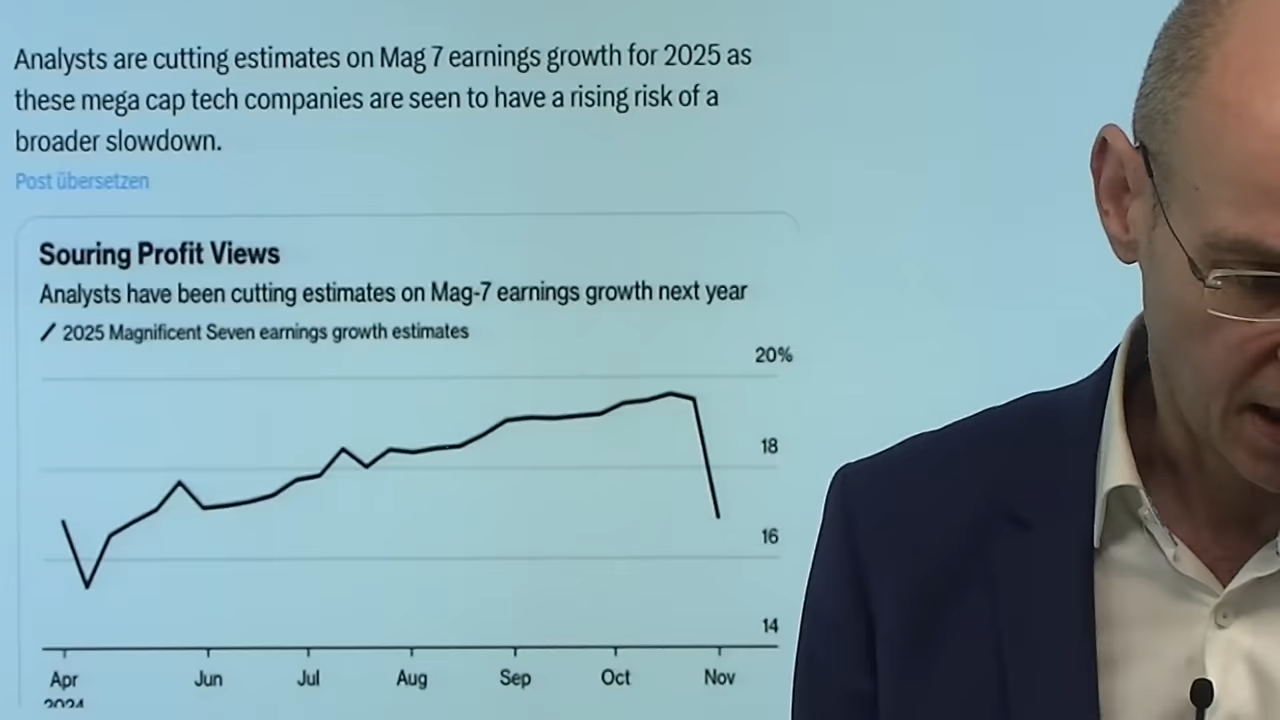 Analysts are cutting estimates on Mag 7 earnings growth for 2025 as
these mega cap tech companies are seen to have a rising risk of a
broader slowdown.
Post übersetzen
Souring Profit Views
Analysts have been cutting estimates on Mag-7 earnings growth next year
2025 Magnificent Seven earnings growth estimates
20%
18
16
14
Apr Jun Jul Aug Sep Oct Nov
2024